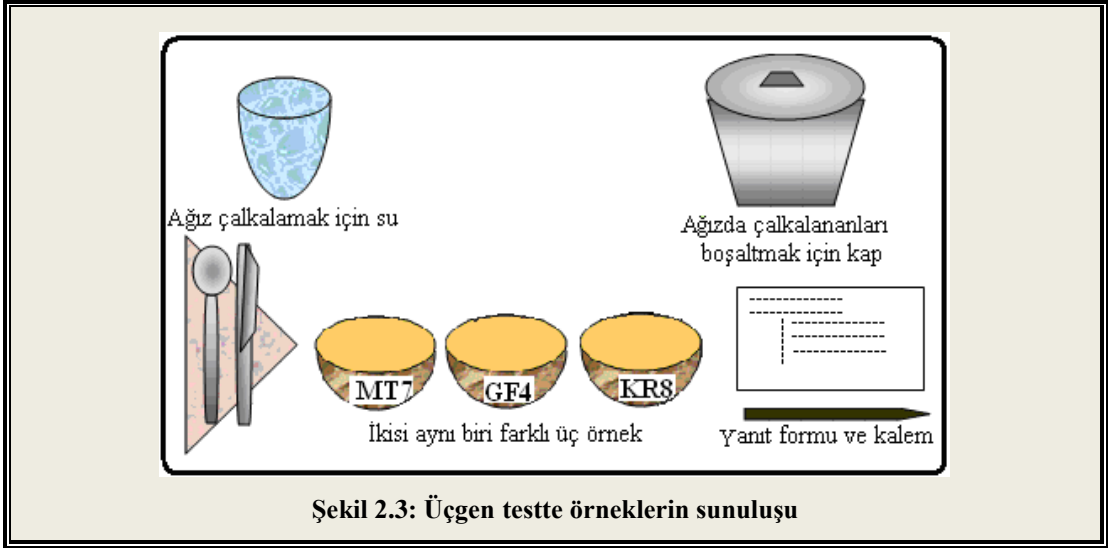 Ağız çalkalamak için su
Ağızda çalkalananları
boşaltmak için kap
MT7
GF4
KR8
İkisi aynı biri farklı üç örnek
Yanıt formu ve kalem
Şekil 2.3: Üçgen testte örneklerin sunuluşu